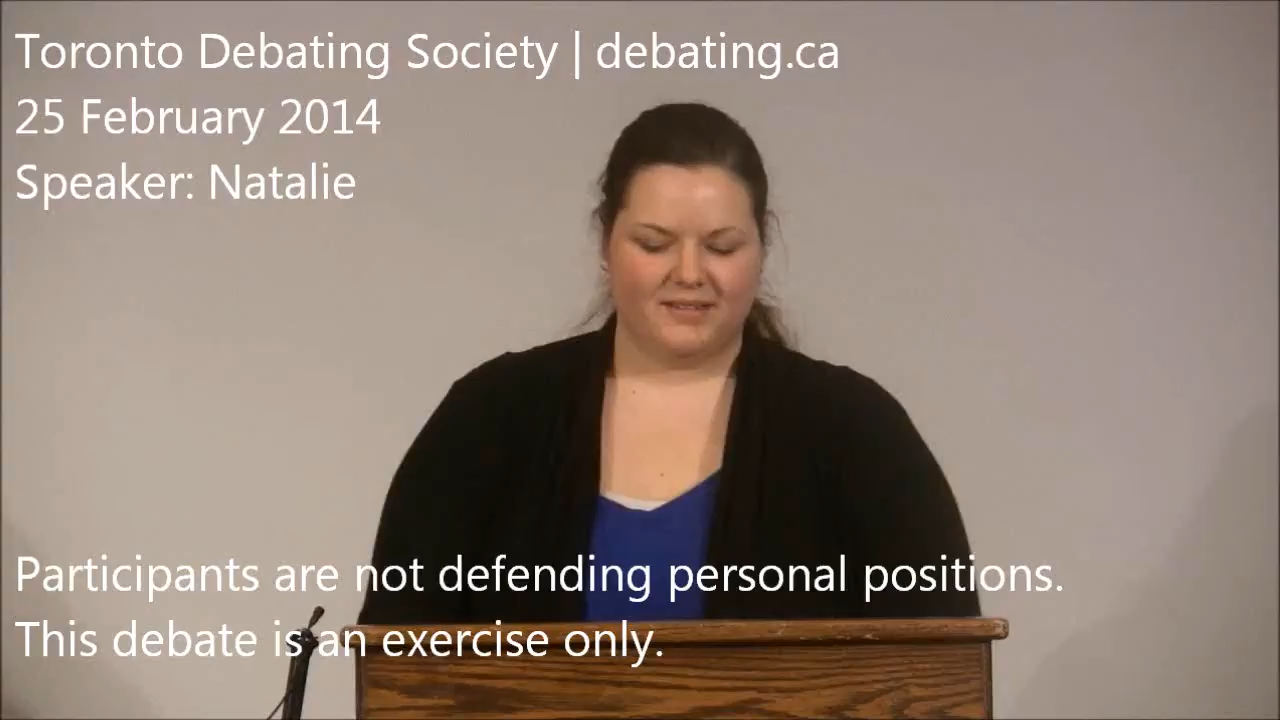 Toronto Debating Society | debating.ca
25 February 2014
Speaker: Natalie
Participants are not defending personal positions.
This debate is an exercise only.